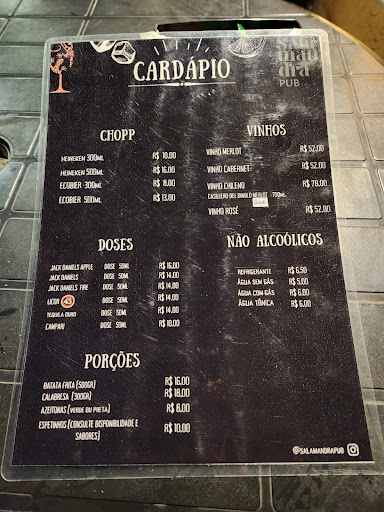 CARDÁPIO
Sala
man
dra
PUB
CHOPP
HEINEKEN 300ML R$ 10,00
HEINEKEN 500ML R$ 16,00
ECOBIER 300ML R$ 8,00
ECOBIER 500ML R$ 13,00
VINHOS
VINHO MERLOT R$ 52,00
VINHO CABERNET R$ 52,00
VINHO CHILENO R$ 78,00
CASILLERO DEL DIABLO MERLOT 750ML
VINHO ROSÉ R$ 52,00
DOSES
JACK DANIELS APPLE DOSE 50ML R$ 16,00
JACK DANIELS DOSE 50ML R$ 14,00
JACK DANIELS FIRE DOSE 50ML R$ 14,00
LICOR 43 DOSE 50ML R$ 14,00
TEQUILA OURO DOSE 50ML R$ 14,00
CAMPARI DOSE 50ML R$ 10,00
NÃO ALCOÓLICOS
REFRIGERANTE R$ 6,50
ÁGUA SEM GÁS R$ 5,00
ÁGUA COM GÁS R$ 6,00
ÁGUA TÔNICA R$ 6,00
PORÇÕES
BATATA FRITA (500GR) R$ 16,00
CALABRESA (300GR) R$ 18,00
AZEITONAS (VERDE OU PRETA) R$ 8,00
ESPETINHOS (CONSULTE DISPONIBILIDADE E R$ 10,00
SABORES)
@SALAMANDRAPUB